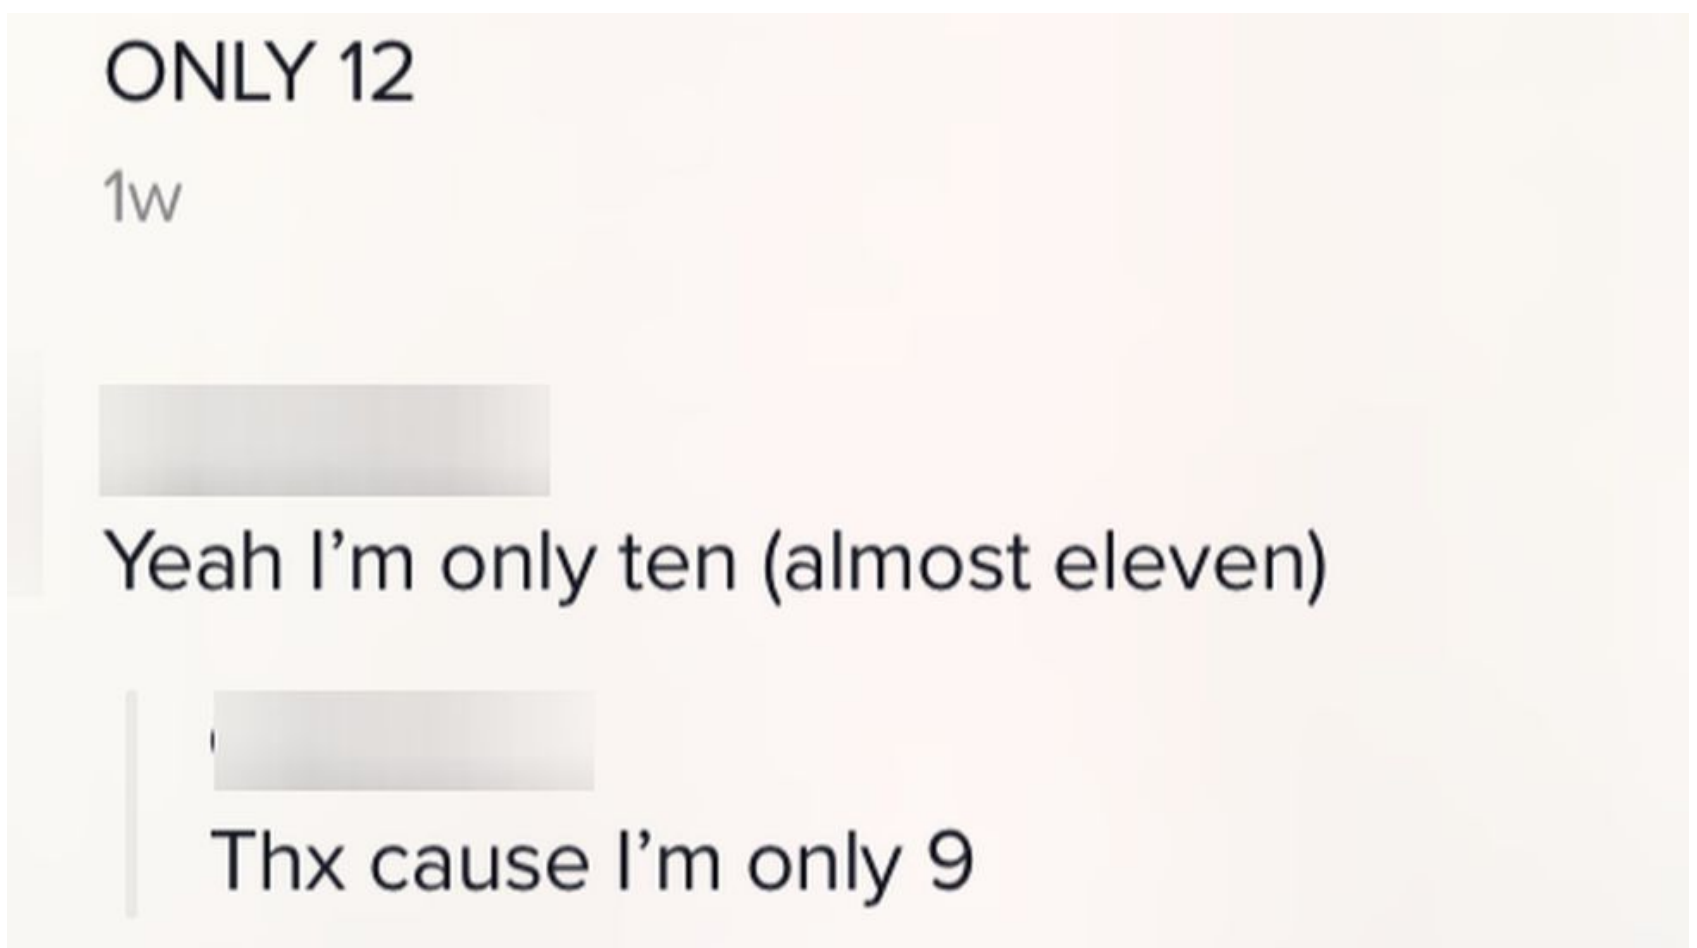 ONLY 12
1w
Yeah I’m only ten (almost eleven)
Thx cause I’m only 9